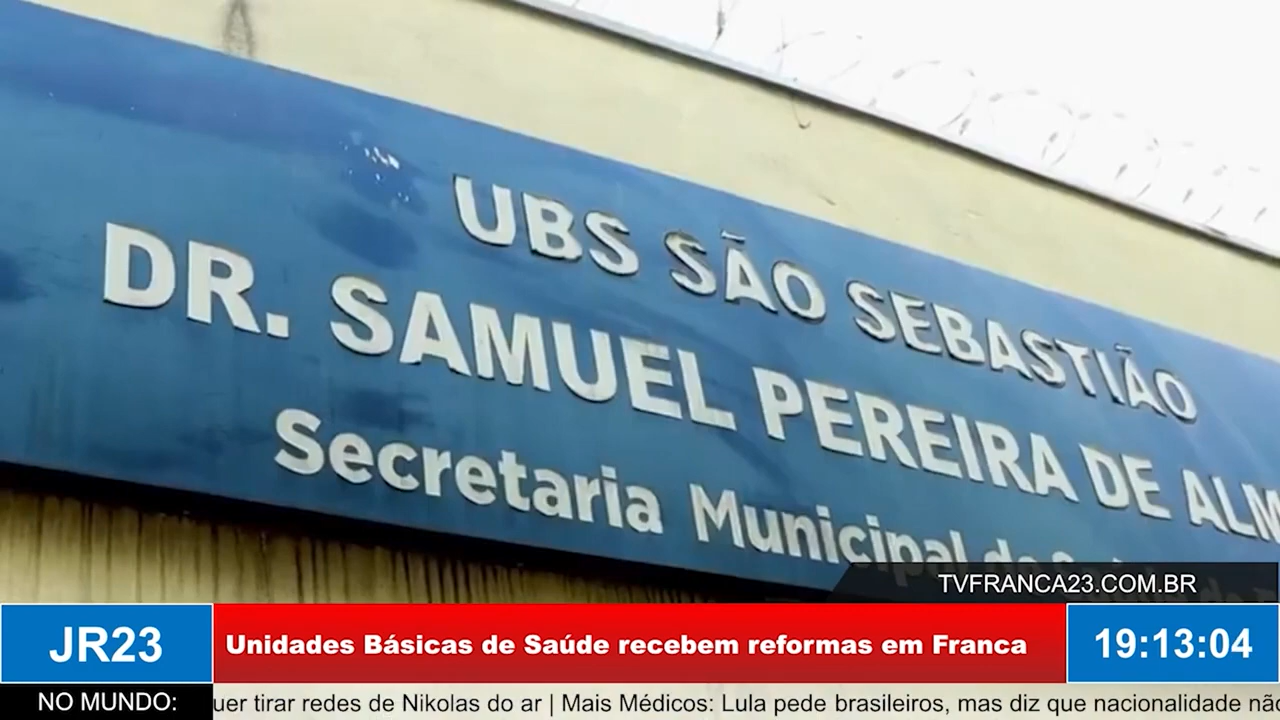 UBS SÃO SEBASTIÃO
DR. SAMUEL PEREIRA DE ALM
Secretaria Municipal de
TVFRANCA23.COM.BR
JR23
Unidades Básicas de Saúde recebem reformas em Franca
19:13:04
NO MUNDO:
uer tirar redes de Nikolas do ar | Mais Médicos: Lula pede brasileiros, mas diz que nacionalidade não